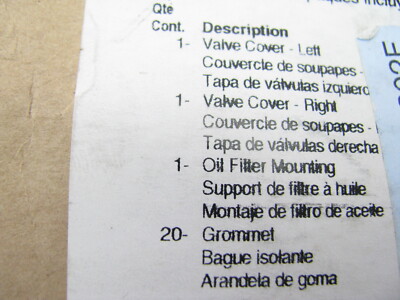 Qté
Cont. Description
1- Valve Cover - Left
Couvercle de soupapes -
Tapa de válvulas izquierd
1- Valve Cover - Right
Couvercle de soupapes -
Tapa de válvulas derecha
1- Oil Filter Mounting
Support de filtre à huile
Montaje de filtro de aceite
20- Grommet
Bague isolante
Arandela de goma